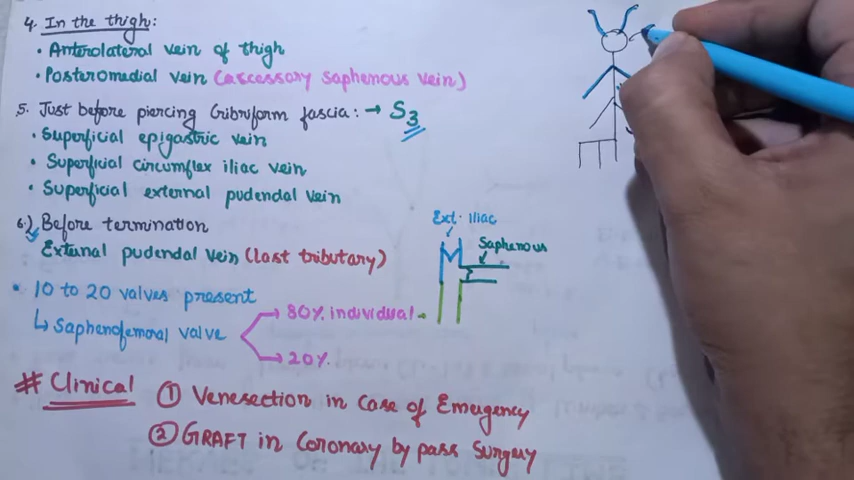 4. In the thigh:
• Anterolateral vein of thigh
• Posteromedial vein (ascessory saphenous vein)
5. Just before piercing Cribriform fascia: → S3
• Superficial epigastric vein
• Superficial circumflex iliac vein
• Superficial external pudendal vein
6.) Before termination
External pudendal vein (last tributary)
Ext. iliac
Saphenous
• 10 to 20 valves present
↳ Saphenofemoral valve
→ 80% individual →
→ 20%.
# Clinical
① Venesection in Case of Emergency
② GRAFT in Coronary by pass Surgery